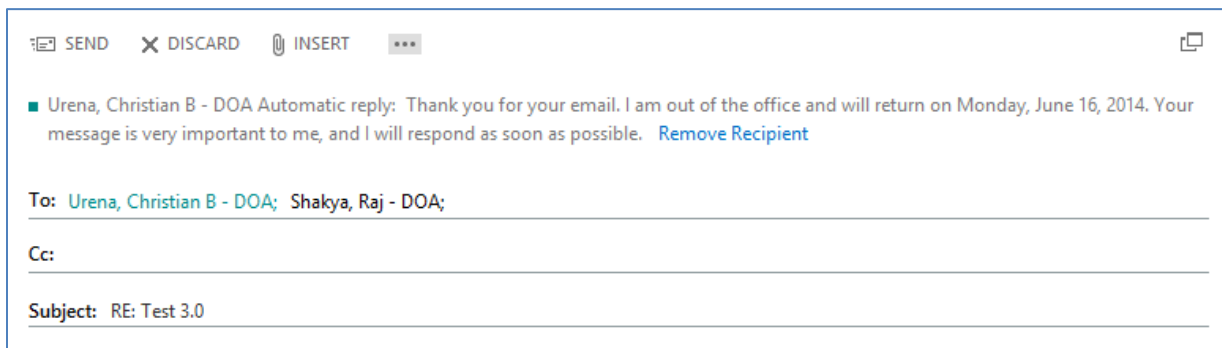 SEND DISCARD INSERT •••
Urena, Christian B - DOA Automatic reply: Thank you for your email. I am out of the office and will return on Monday, June 16, 2014. Your
message is very important to me, and I will respond as soon as possible. Remove Recipient
To: Urena, Christian B - DOA; Shakya, Raj - DOA;
Cc:
Subject: RE: Test 3.0